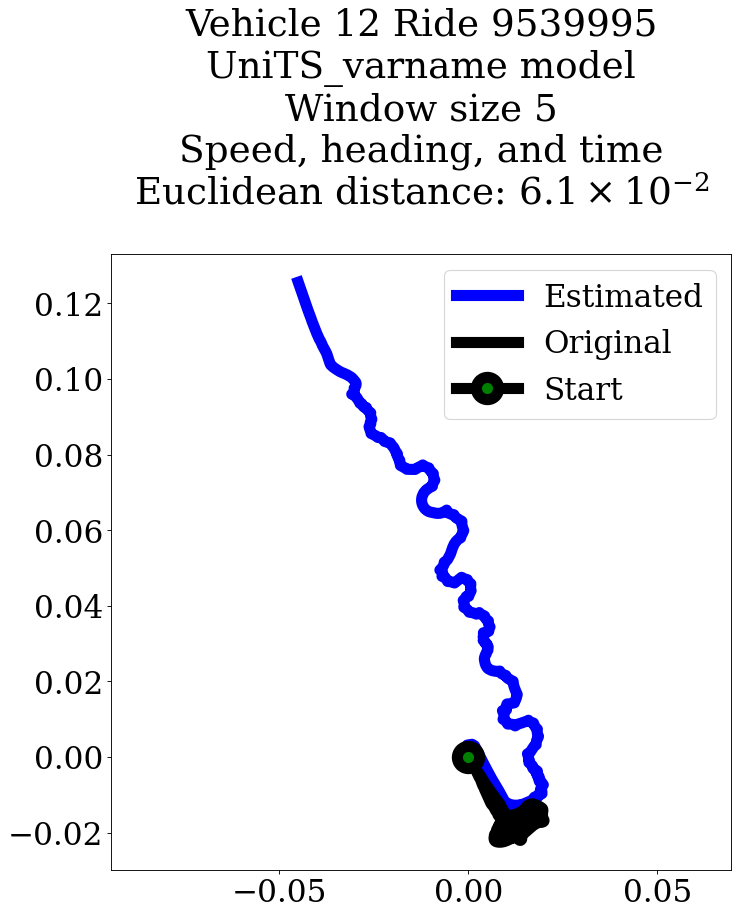 Vehicle 12 Ride 9539995
UniTS_varname model
Window size 5
Speed, heading, and time
Euclidean distance: 6.1 × 10⁻²
Estimated
Original
Start
0.12
0.10
0.08
0.06
0.04
0.02
0.00
−0.02
−0.05
0.00
0.05